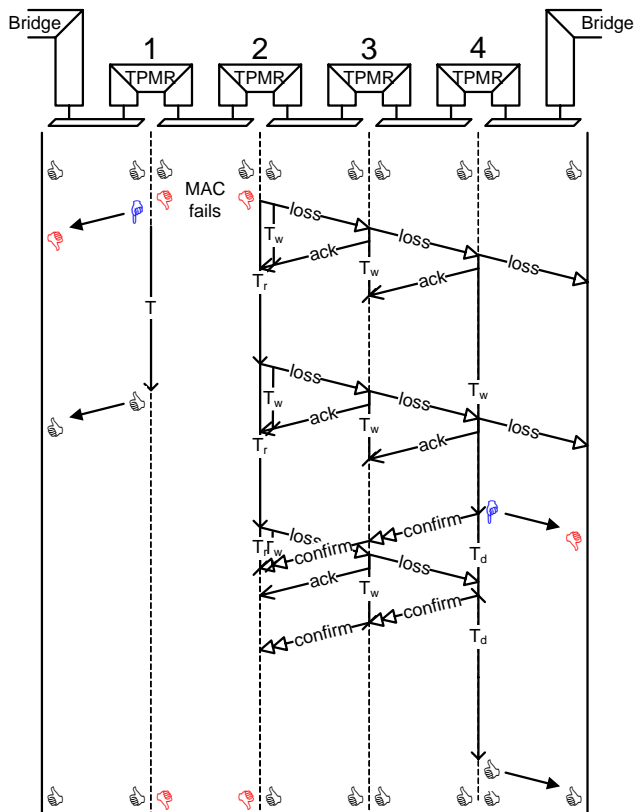 Bridge
1
2
3
4
Bridge
TPMR
TPMR
TPMR
TPMR
MAC
fails
loss
Tw
loss
ack
Tw
loss
Tr
ack
T
loss
Tw
loss
Tw
ack
Tw
loss
Tr
ack
confirm
loss
Tr
Tw
confirm
Td
loss
ack
Tw
confirm
confirm
Td